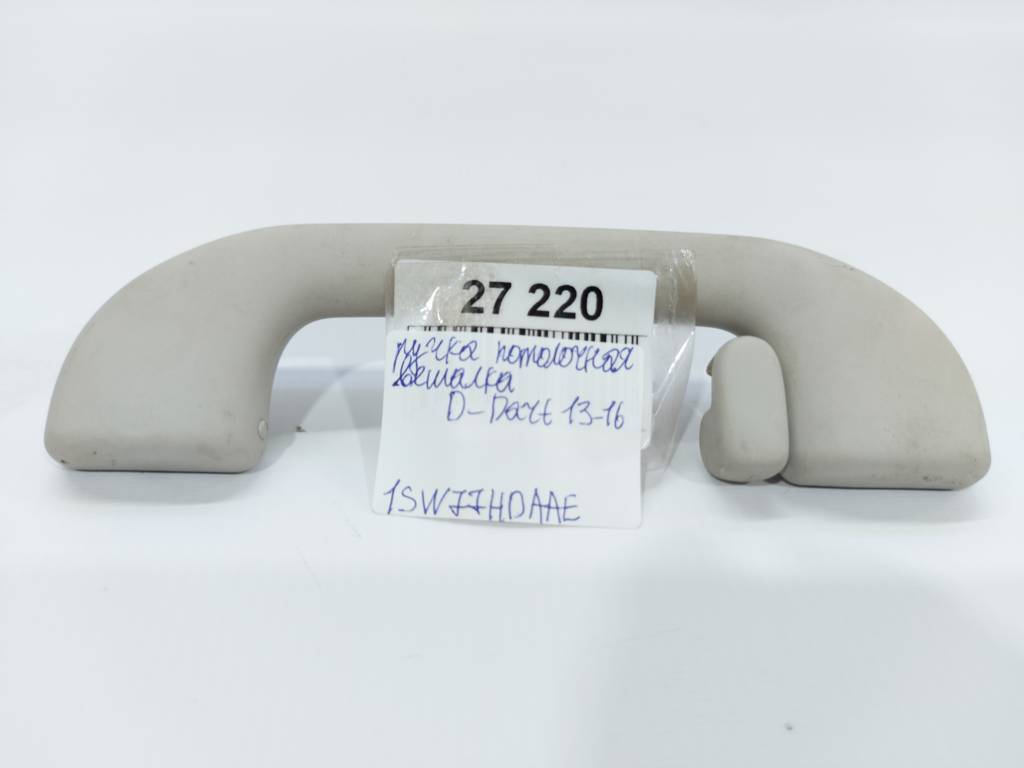 27 220
ручка потолочная
вешалка
D-Dart 13-16
1SW77HDAAE